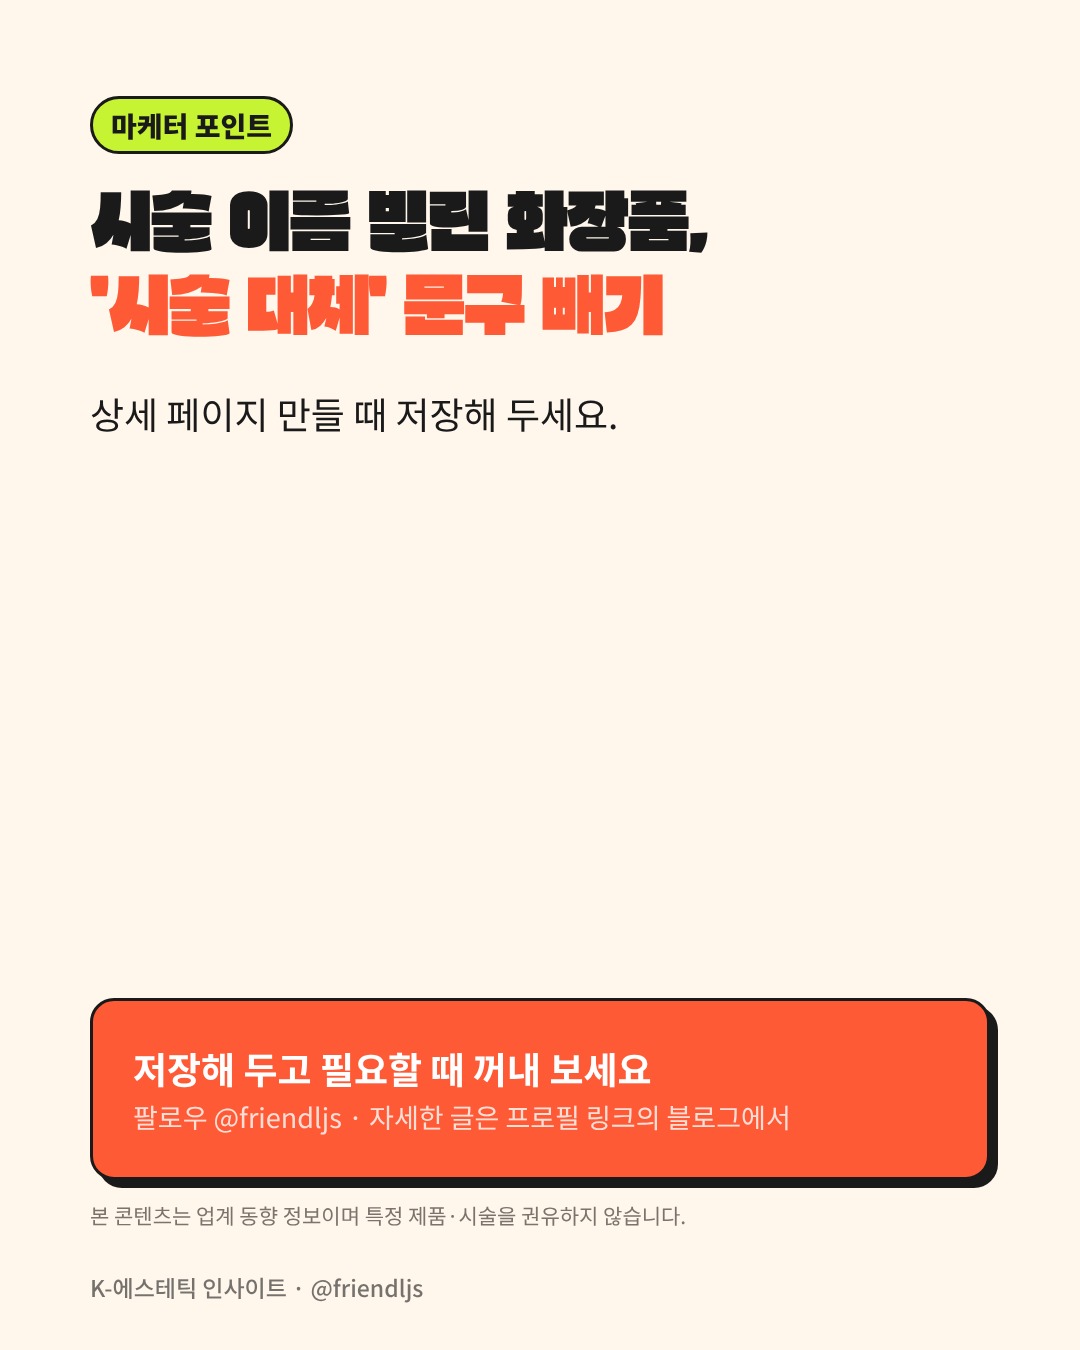 마케터 포인트
시술 이름 빌린 화장품,
'시술 대체' 문구 빼기
상세 페이지 만들 때 저장해 두세요.
저장해 두고 필요할 때 꺼내 보세요
팔로우 @friendljs · 자세한 글은 프로필 링크의 블로그에서
본 콘텐츠는 업계 동향 정보이며 특정 제품·시술을 권유하지 않습니다.
K-에스테틱 인사이트 · @friendljs